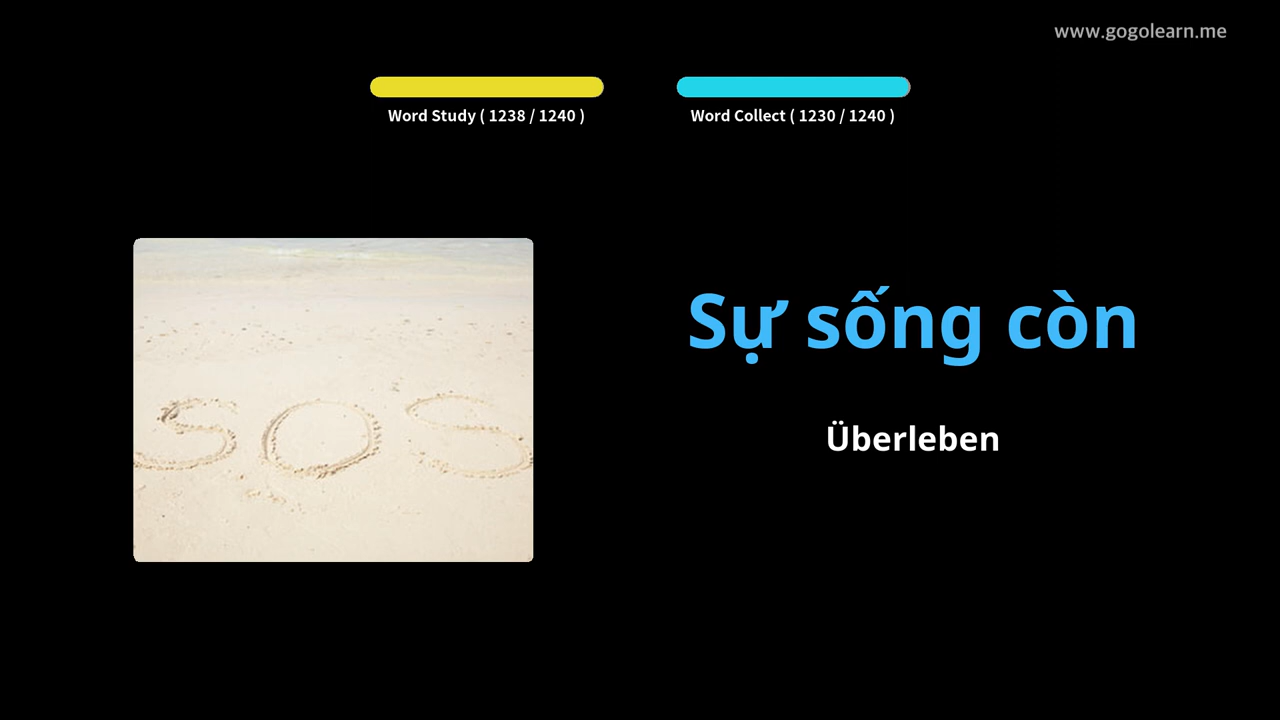 www.gogolearn.me
Word Study ( 1238 / 1240 )
Word Collect ( 1230 / 1240 )
SOS
Sự sống còn
Überleben